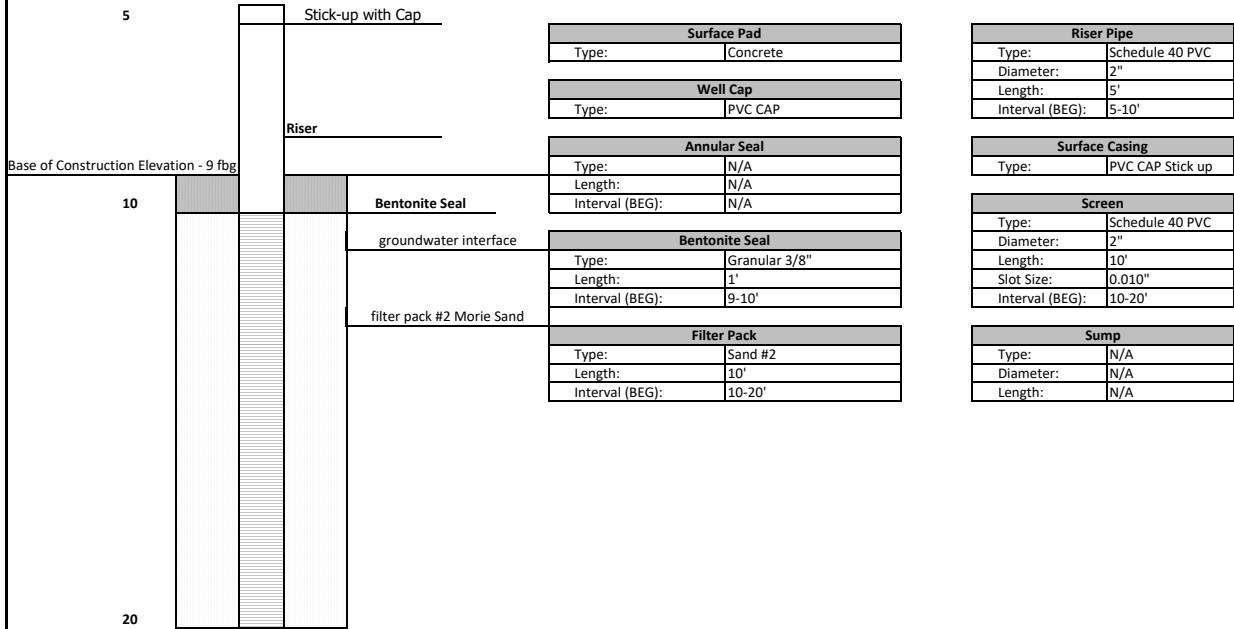 5
Stick-up with Cap
Riser
Base of Construction Elevation - 9 fbg
10
Bentonite Seal
groundwater interface
filter pack #2 Morie Sand
20
Surface Pad
Type: Concrete
Well Cap
Type: PVC CAP
Annular Seal
Type: N/A
Length: N/A
Interval (BEG): N/A
Bentonite Seal
Type: Granular 3/8"
Length: 1'
Interval (BEG): 9-10'
Filter Pack
Type: Sand #2
Length: 10'
Interval (BEG): 10-20'
Riser Pipe
Type: Schedule 40 PVC
Diameter: 2"
Length: 5'
Interval (BEG): 5-10'
Surface Casing
Type: PVC CAP Stick up
Screen
Type: Schedule 40 PVC
Diameter: 2"
Length: 10'
Slot Size: 0.010"
Interval (BEG): 10-20'
Sump
Type: N/A
Diameter: N/A
Length: N/A